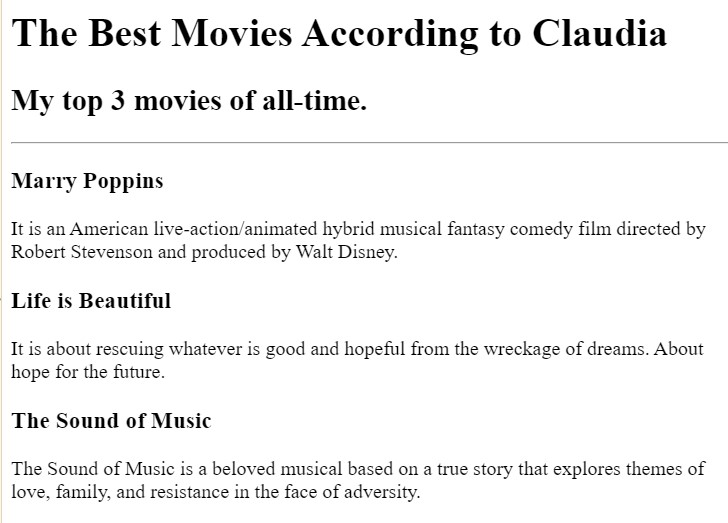 The Best Movies According to Claudia
My top 3 movies of all-time.
Marry Poppins
It is an American live-action/animated hybrid musical fantasy comedy film directed by
Robert Stevenson and produced by Walt Disney.
Life is Beautiful
It is about rescuing whatever is good and hopeful from the wreckage of dreams. About
hope for the future.
The Sound of Music
The Sound of Music is a beloved musical based on a true story that explores themes of
love, family, and resistance in the face of adversity.